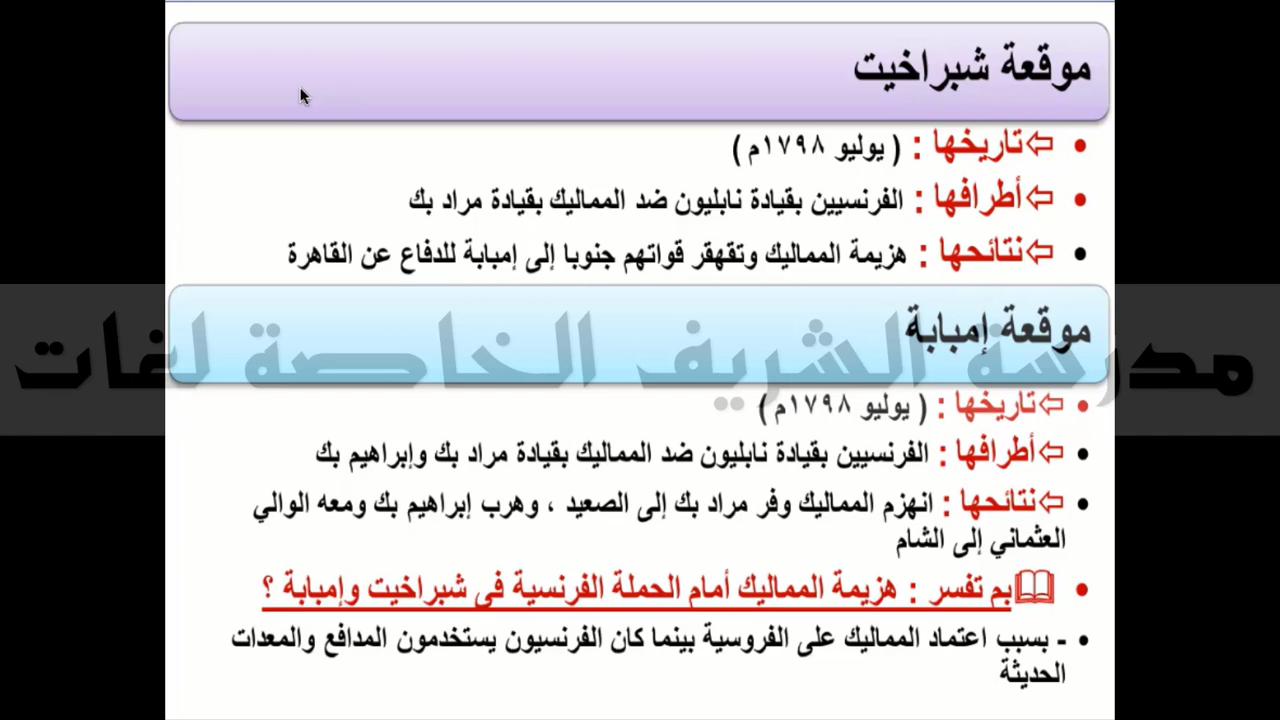 موقعة شبراخيت
تاريخها : ( يوليو ١٧٩٨م )
أطرافها : الفرنسيين بقيادة نابليون ضد المماليك بقيادة مراد بك
نتائحها : هزيمة المماليك وتقهقر قواتهم جنوبا إلى إمبابة للدفاع عن القاهرة
موقعة إمبابة
مدرسة الشريف الخاصة لغات
تاريخها : ( يوليو ١٧٩٨م )
أطرافها : الفرنسيين بقيادة نابليون ضد المماليك بقيادة مراد بك وإبراهيم بك
نتائحها : انهزم المماليك وفر مراد بك إلى الصعيد ، وهرب إبراهيم بك ومعه الوالي
العثماني إلى الشام
بم تفسر : هزيمة المماليك أمام الحملة الفرنسية في شبراخيت وإمبابة ؟
- بسبب اعتماد المماليك على الفروسية بينما كان الفرنسيون يستخدمون المدافع والمعدات
الحديثة